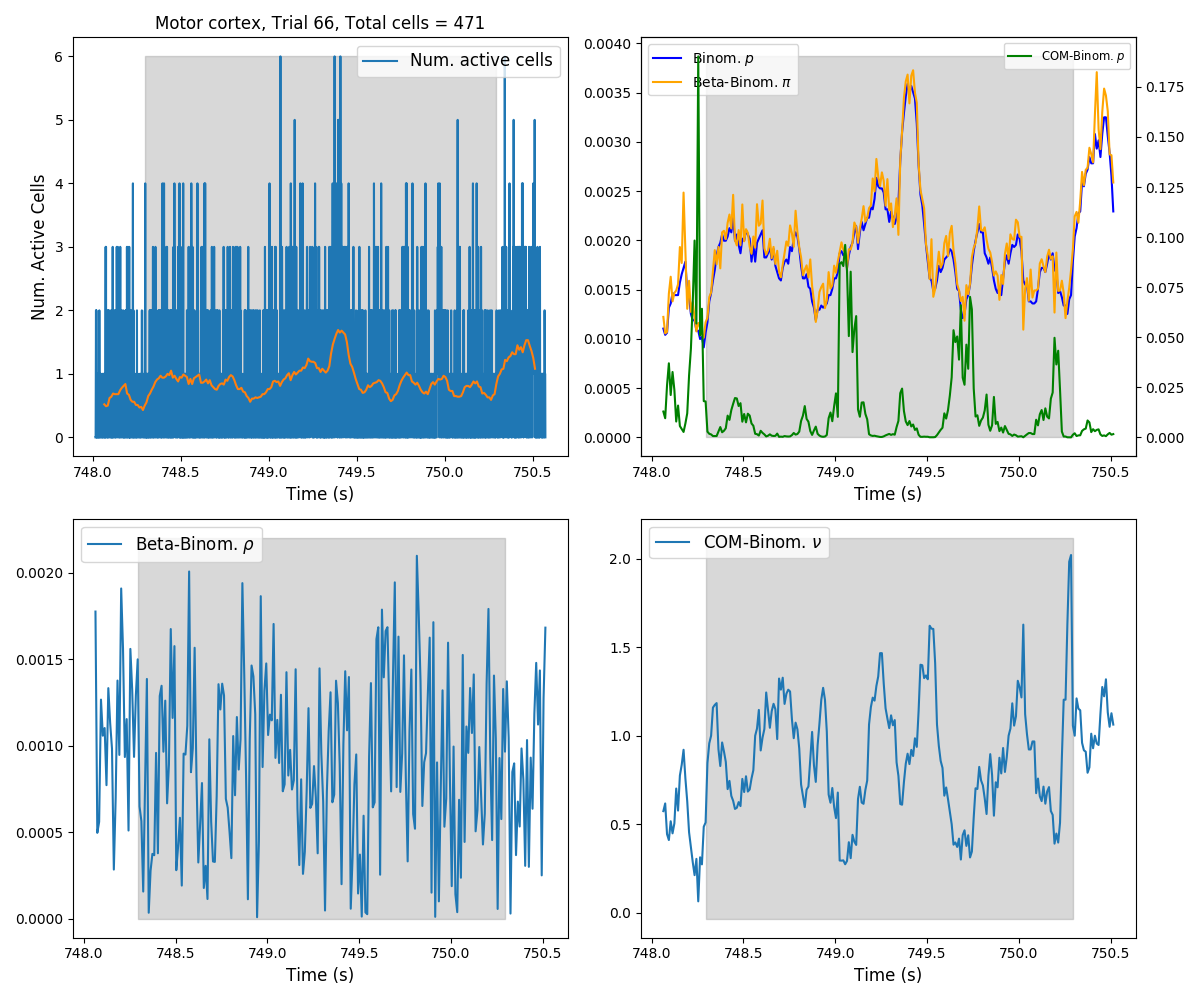 Motor cortex, Trial 66, Total cells = 471
Num. active cells
Num. Active Cells
6
5
4
3
2
1
0
748.0 748.5 749.0 749.5 750.0 750.5
Time (s)
Binom. p
Beta-Binom. π
COM-Binom. p
0.0040
0.0035
0.0030
0.0025
0.0020
0.0015
0.0010
0.0005
0.0000
0.175
0.150
0.125
0.100
0.075
0.050
0.025
0.000
748.0 748.5 749.0 749.5 750.0 750.5
Time (s)
Beta-Binom. ρ
0.0020
0.0015
0.0010
0.0005
0.0000
748.0 748.5 749.0 749.5 750.0 750.5
Time (s)
COM-Binom. ν
2.0
1.5
1.0
0.5
0.0
748.0 748.5 749.0 749.5 750.0 750.5
Time (s)